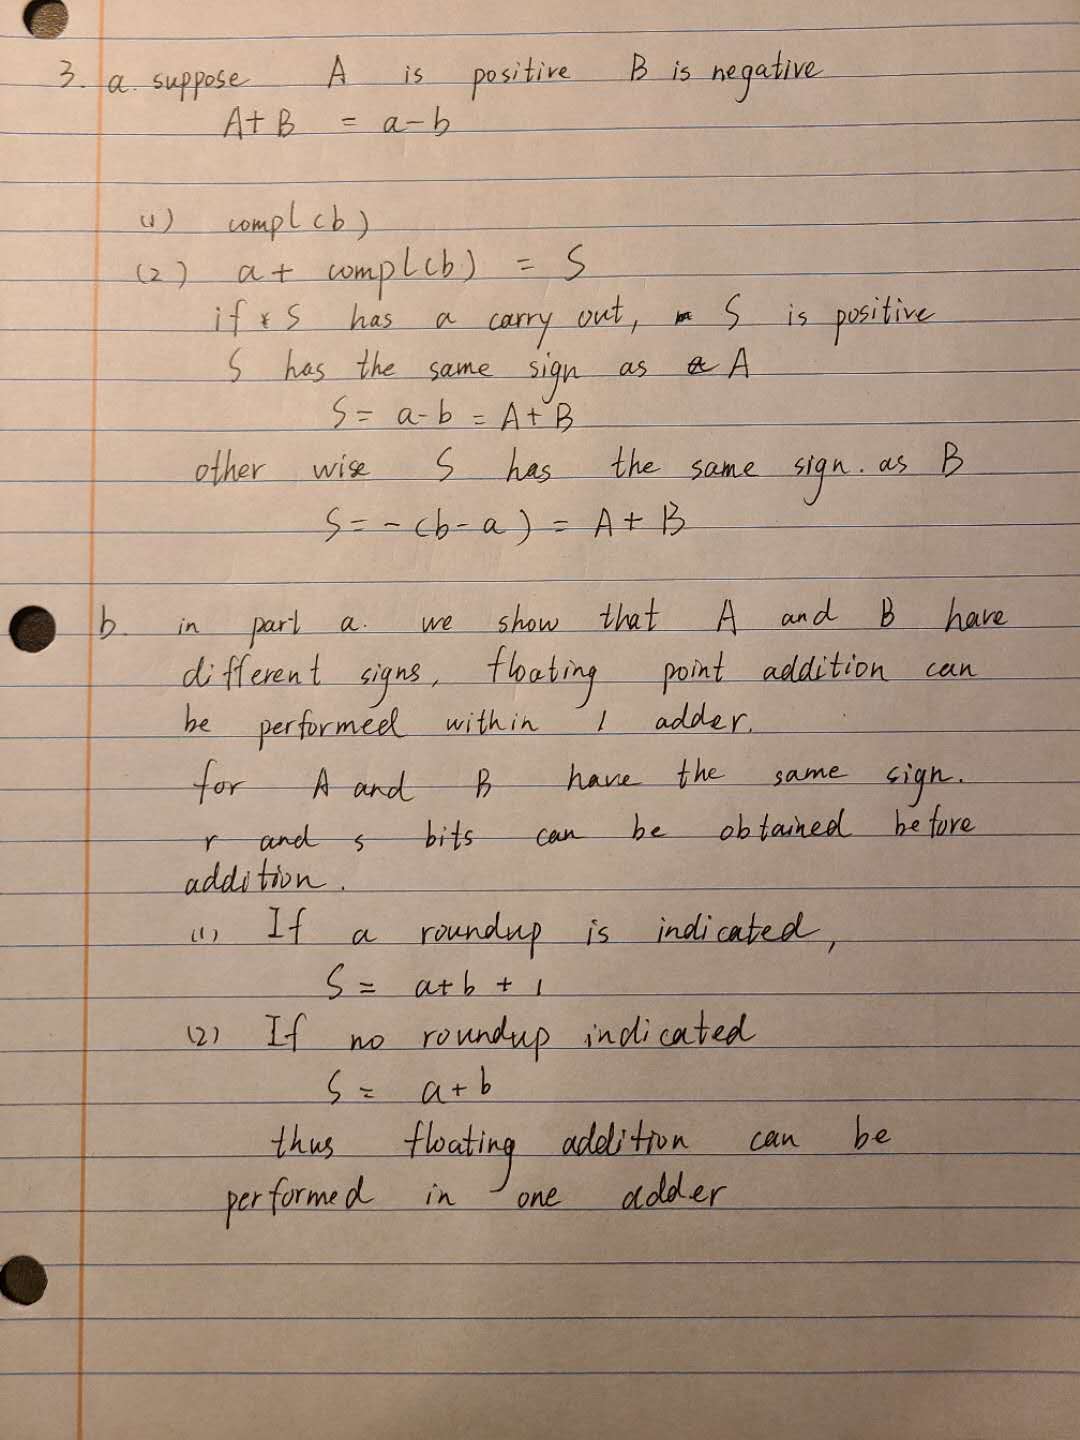 3. a. suppose A is positive B is negative
A+B = a-b
(1) compl(b)
(2) a+ compl(b) = S
if S has a carry out, S is positive
S has the same sign as A
S= a-b = A+B
other wise S has the same sign. as B
S= -(b-a) = A+B
b. in part a. we show that A and B have
different signs, floating point addition can
be performed within 1 adder.
for A and B have the same sign.
r and s bits can be obtained before
addition.
(1) If a roundup is indicated,
S= a+b+1
(2) If no roundup indicated
S= a+b
thus floating addition can be
performed in one adder